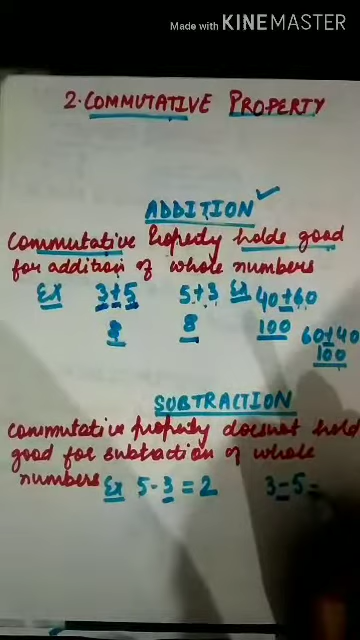 Made with KINEMASTER
2. COMMUTATIVE PROPERTY
ADDITION ✓
Commutative Property holds good
for addition of whole numbers
Ex 3+5 5+3 Ex 40+60
8 8 100 60+40
100
SUBTRACTION
Commutative property doesnot hold
good for subtraction of whole
numbers Ex 5-3=2 3-5=